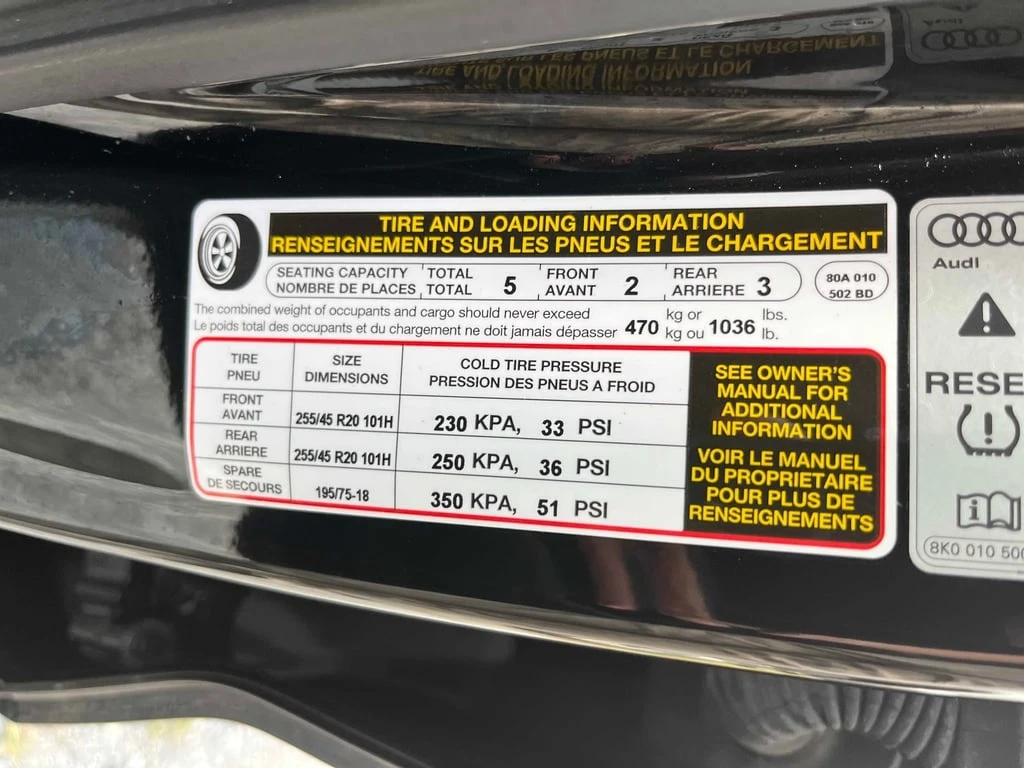 TIRE AND LOADING INFORMATION
RENSEIGNEMENTS SUR LES PNEUS ET LE CHARGEMENT
SEATING CAPACITY TOTAL 5 FRONT 2 REAR 3
NOMBRE DE PLACES TOTAL AVANT ARRIERE
80A 010
502 BD
The combined weight of occupants and cargo should never exceed 470 kg or 1036 lbs.
Le poids total des occupants et du chargement ne doit jamais dépasser kg ou lb.
TIRE SIZE COLD TIRE PRESSURE
PNEU DIMENSIONS PRESSION DES PNEUS A FROID
FRONT
AVANT 255/45 R20 101H 230 KPA, 33 PSI
REAR
ARRIERE 255/45 R20 101H 250 KPA, 36 PSI
SPARE
DE SECOURS 195/75-18 350 KPA, 51 PSI
SEE OWNER'S
MANUAL FOR
ADDITIONAL
INFORMATION
VOIR LE MANUEL
DU PROPRIETAIRE
POUR PLUS DE
RENSEIGNEMENTS
Audi
RESE
8K0 010 500